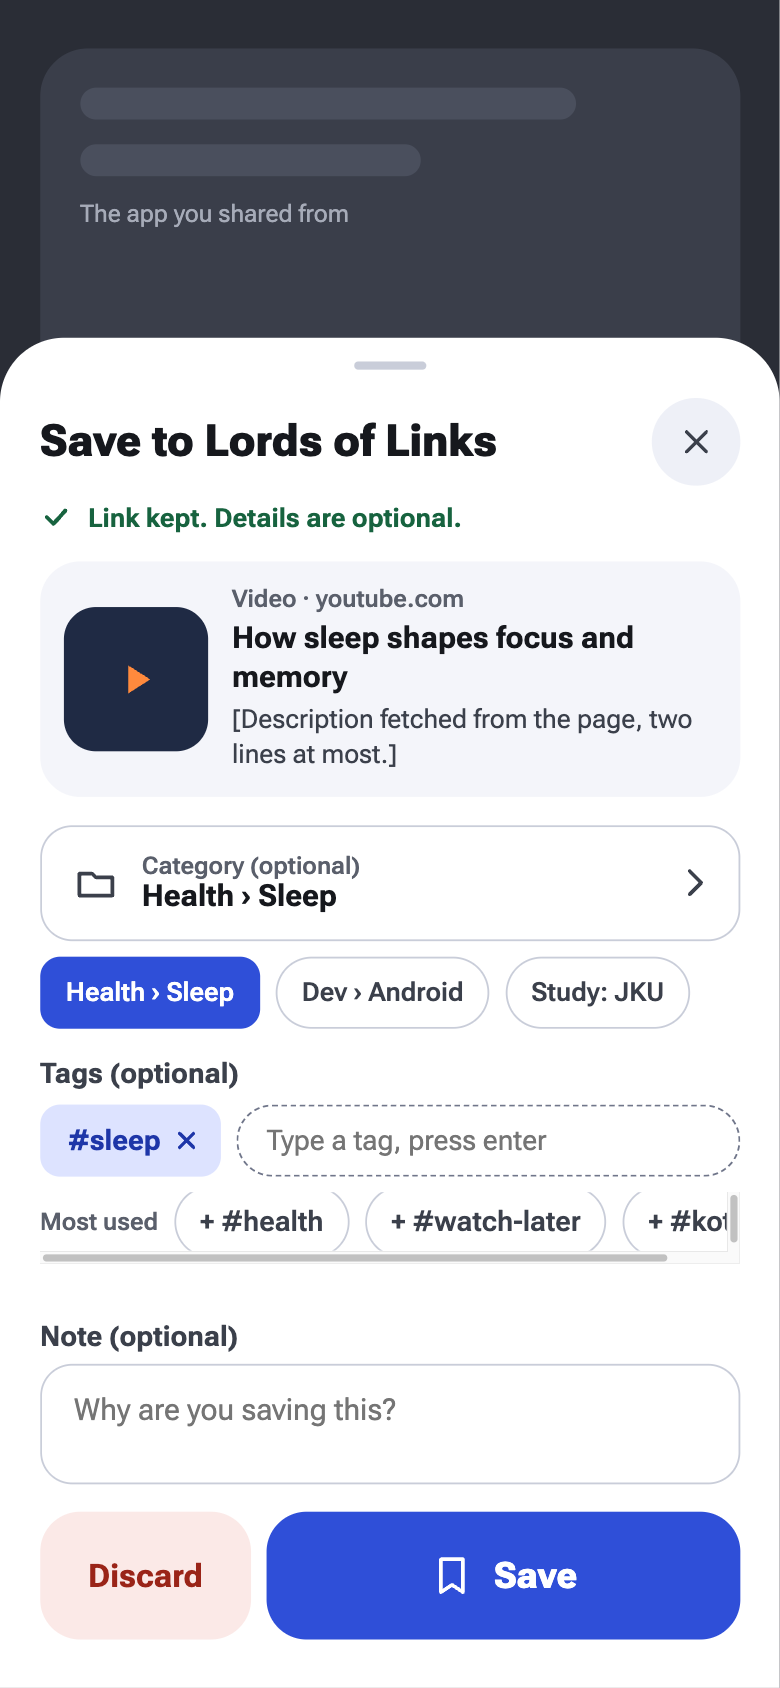 The app you shared from
Save to Lords of Links
Link kept. Details are optional.
Video · youtube.com
How sleep shapes focus and
memory
[Description fetched from the page, two
lines at most.]
Category (optional)
Health › Sleep
Health › Sleep
Dev › Android
Study: JKU
Tags (optional)
#sleep
Type a tag, press enter
Most used
+ #health
+ #watch-later
Note (optional)
Why are you saving this?
Discard
Save